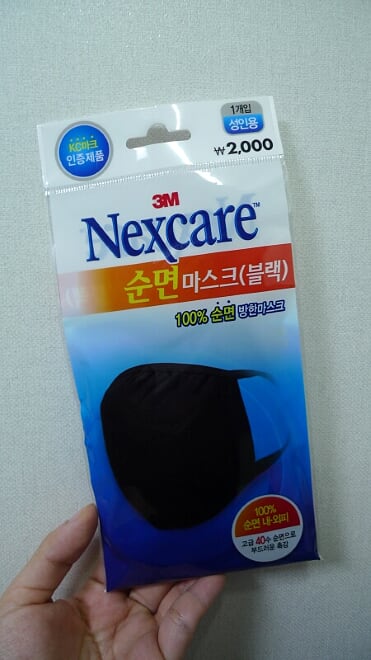 KC마크
인증제품
1개입
성인용
₩2,000
3M
Nexcare™
순면마스크(블랙)
100% 순면 방한마스크
100%
순면 내·외피
고급 40수 순면으로
부드러운 촉감